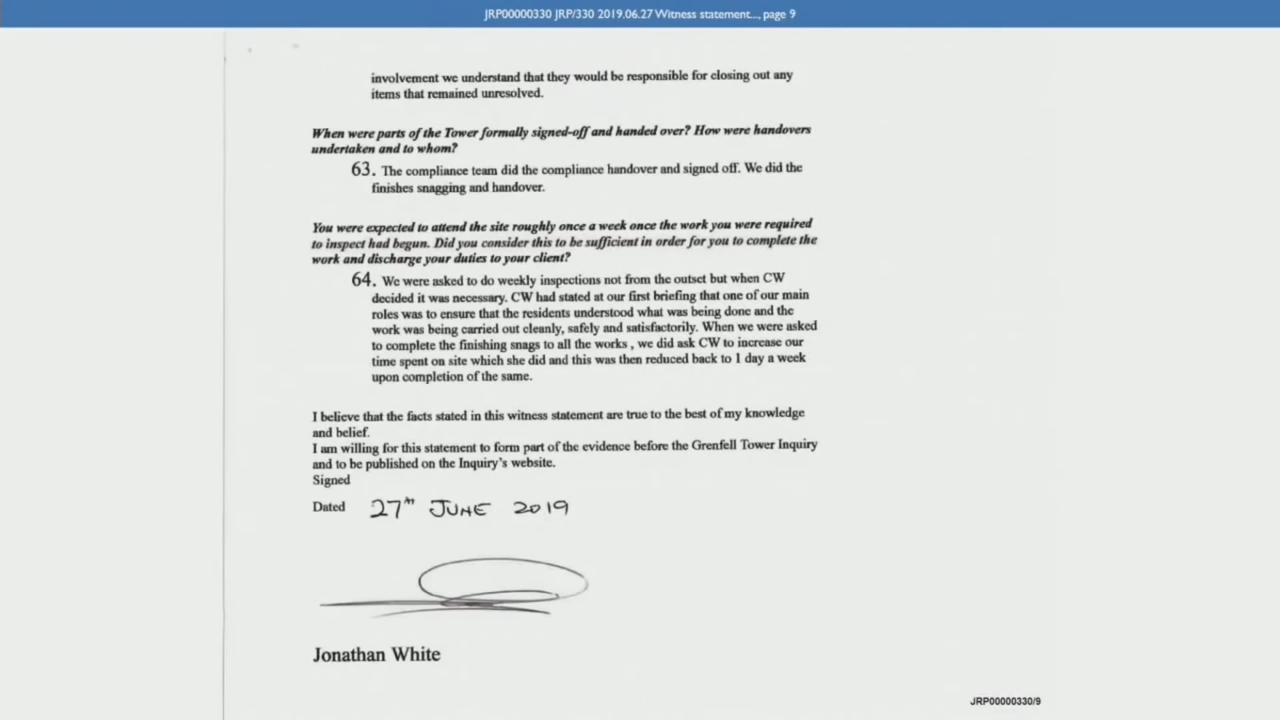 JRP00000330 JRP/330 2019.06.27 Witness statement..., page 9
involvement we understand that they would be responsible for closing out any
items that remained unresolved.
When were parts of the Tower formally signed-off and handed over? How were handovers
undertaken and to whom?
63. The compliance team did the compliance handover and signed off. We did the
finishes snagging and handover.
You were expected to attend the site roughly once a week once the work you were required
to inspect had begun. Did you consider this to be sufficient in order for you to complete the
work and discharge your duties to your client?
64. We were asked to do weekly inspections not from the outset but when CW
decided it was necessary. CW had stated at our first briefing that one of our main
roles was to ensure that the residents understood what was being done and the
work was being carried out cleanly, safely and satisfactorily. When we were asked
to complete the finishing snags to all the works , we did ask CW to increase our
time spent on site which she did and this was then reduced back to 1 day a week
upon completion of the same.
I believe that the facts stated in this witness statement are true to the best of my knowledge
and belief.
I am willing for this statement to form part of the evidence before the Grenfell Tower Inquiry
and to be published on the Inquiry's website.
Signed
Dated 27TH JUNE 2019
Jonathan White
JRP00000330/9